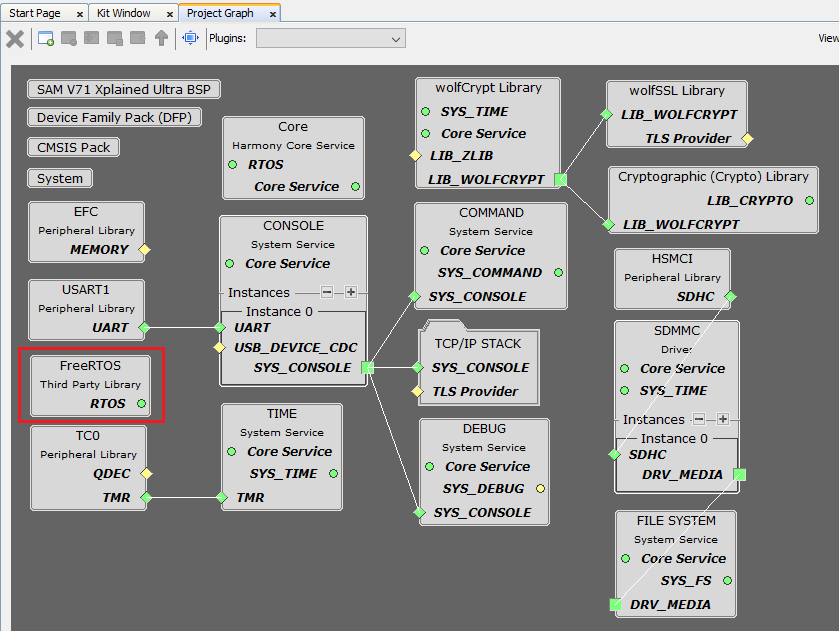 Start Page x Kit Window x Project Graph x
Plugins:
View
SAM V71 Xplained Ultra BSP
Device Family Pack (DFP)
CMSIS Pack
System
EFC
Peripheral Library
MEMORY
USART1
Peripheral Library
UART
FreeRTOS
Third Party Library
RTOS
TC0
Peripheral Library
QDEC
TMR
Core
Harmony Core Service
RTOS
Core Service
CONSOLE
System Service
Core Service
Instances
Instance 0
UART
USB_DEVICE_CDC
SYS_CONSOLE
TIME
System Service
Core Service
SYS_TIME
TMR
wolfCrypt Library
SYS_TIME
Core Service
LIB_ZLIB
LIB_WOLFCRYPT
COMMAND
System Service
Core Service
SYS_COMMAND
SYS_CONSOLE
TCP/IP STACK
SYS_CONSOLE
TLS Provider
DEBUG
System Service
Core Service
SYS_DEBUG
SYS_CONSOLE
wolfSSL Library
LIB_WOLFCRYPT
TLS Provider
Cryptographic (Crypto) Library
LIB_CRYPTO
LIB_WOLFCRYPT
HSMCI
Peripheral Library
SDHC
SDMMC
Driver
Core Service
SYS_TIME
Instances
Instance 0
SDHC
DRV_MEDIA
FILE SYSTEM
System Service
Core Service
SYS_FS
DRV_MEDIA